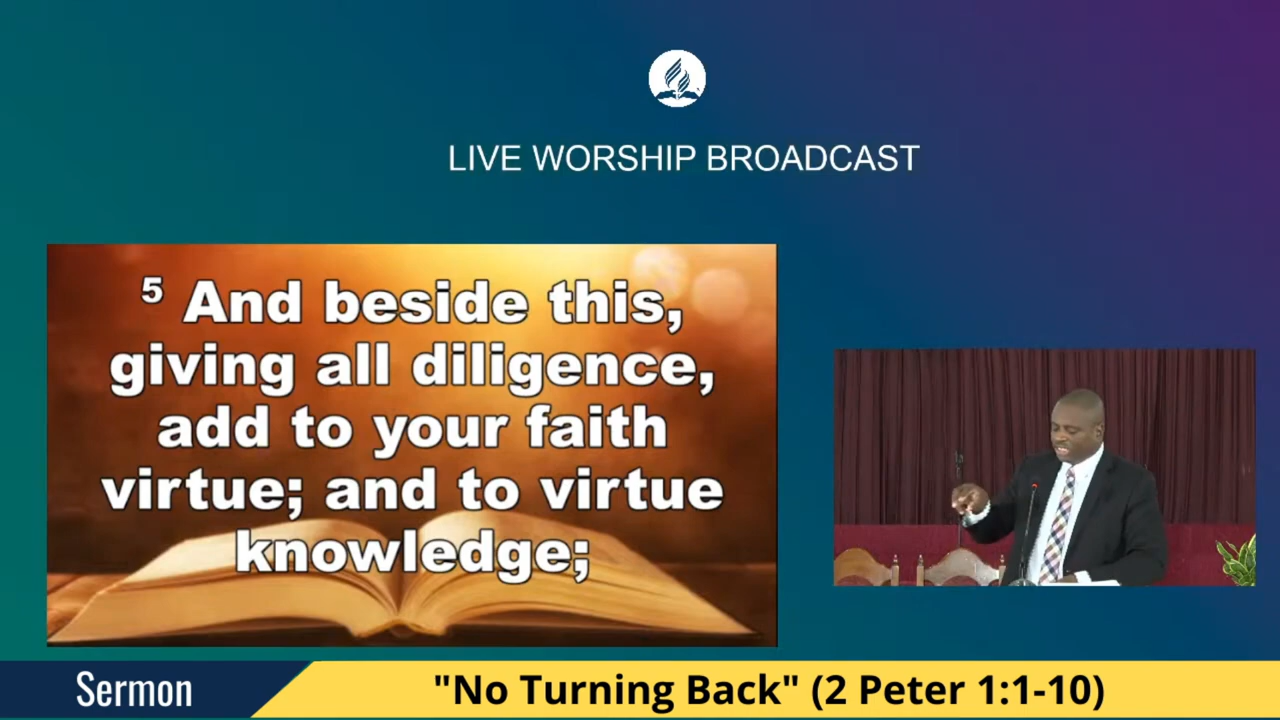 LIVE WORSHIP BROADCAST
5 And beside this,
giving all diligence,
add to your faith
virtue; and to virtue
knowledge;
Sermon
"No Turning Back" (2 Peter 1:1-10)